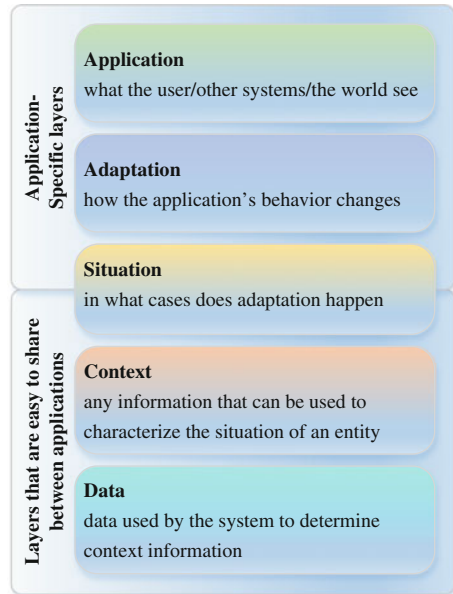 Application-
Specific layers
Application
what the user/other systems/the world see
Adaptation
how the application's behavior changes
Situation
in what cases does adaptation happen
Layers that are easy to share
between applications
Context
any information that can be used to
characterize the situation of an entity
Data
data used by the system to determine
context information